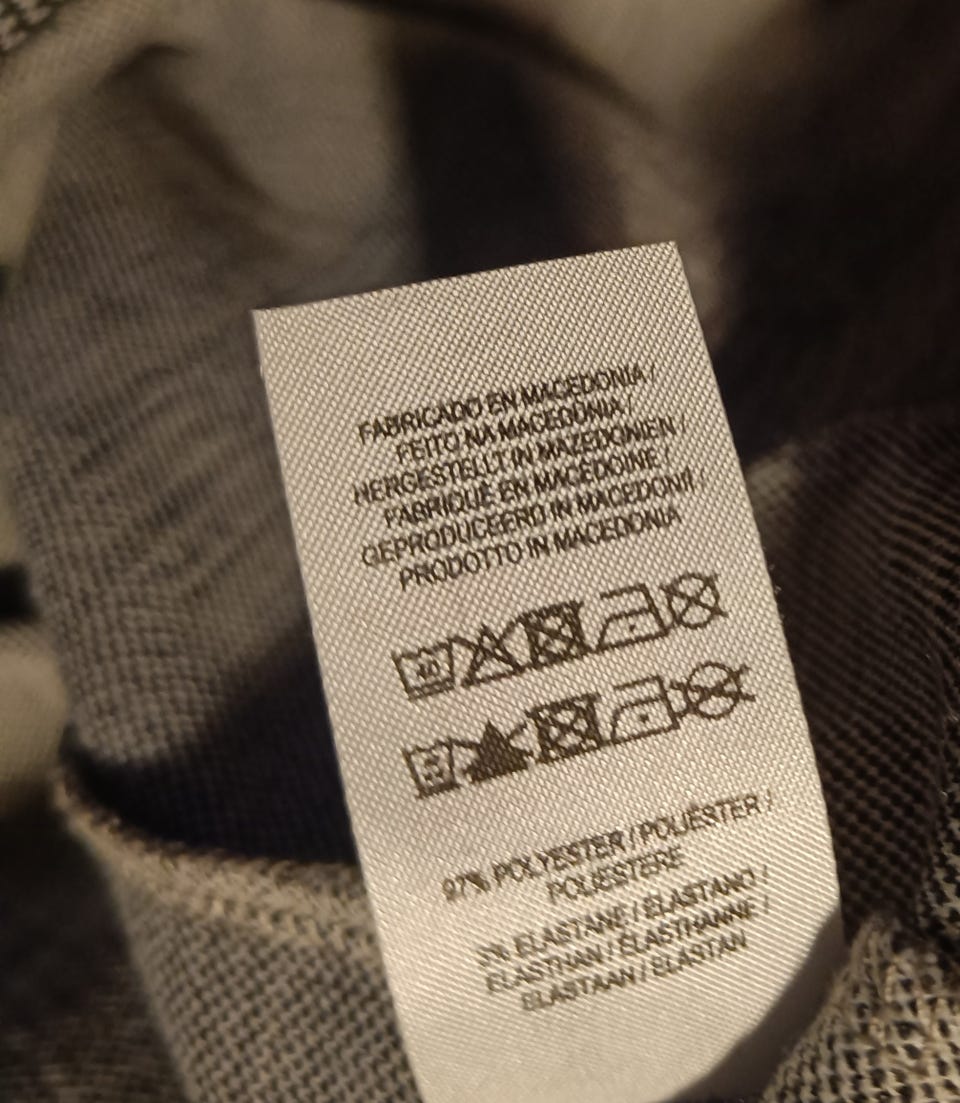 FABRICADO EN MACEDONIA /
FEITO NA MACEDÓNIA /
HERGESTELLT IN MAZEDONIEN /
FABRIQUÉ EN MACÉDOINE /
GEPRODUCEERD IN MACEDONIË /
PRODOTTO IN MACEDONIA
97% POLYESTER / POLIÉSTER /
POLIESTERE
3% ELASTANE / ELASTANO /
ELASTHAN / ÉLASTHANNE /
ELASTAAN / ELASTAN